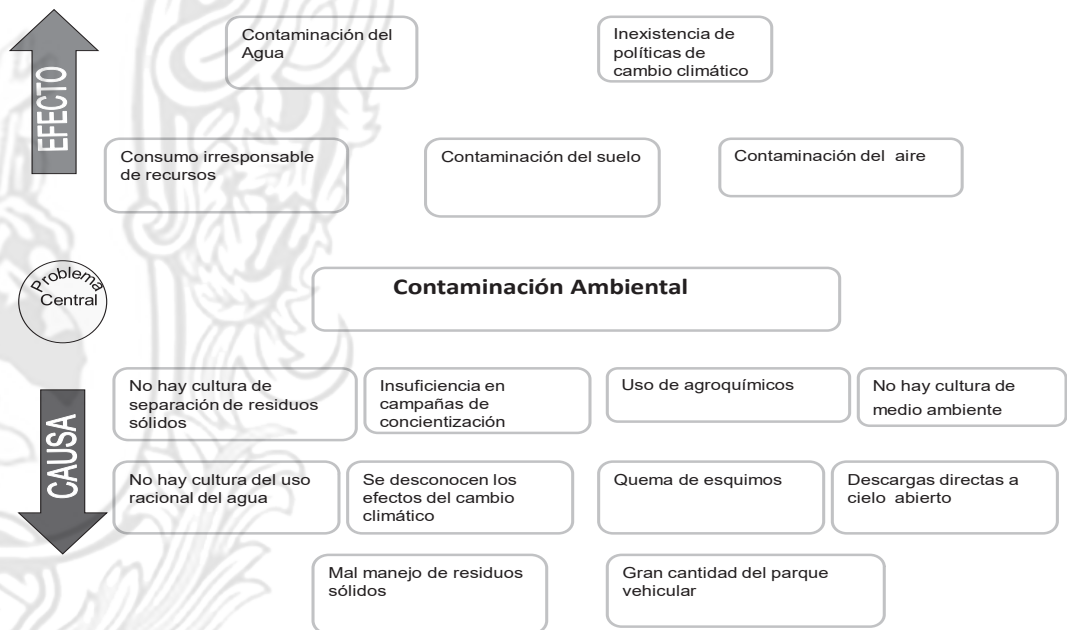 EFECTO
Contaminación del
Agua
Inexistencia de
políticas de
cambio climático
Consumo irresponsable
de recursos
Contaminación del suelo
Contaminación del aire
Problema
Central
Contaminación Ambiental
CAUSA
No hay cultura de
separación de residuos
sólidos
Insuficiencia en
campañas de
concientización
Uso de agroquímicos
No hay cultura de
medio ambiente
No hay cultura del uso
racional del agua
Se desconocen los
efectos del cambio
climático
Quema de esquimos
Descargas directas a
cielo abierto
Mal manejo de residuos
sólidos
Gran cantidad del parque
vehicular